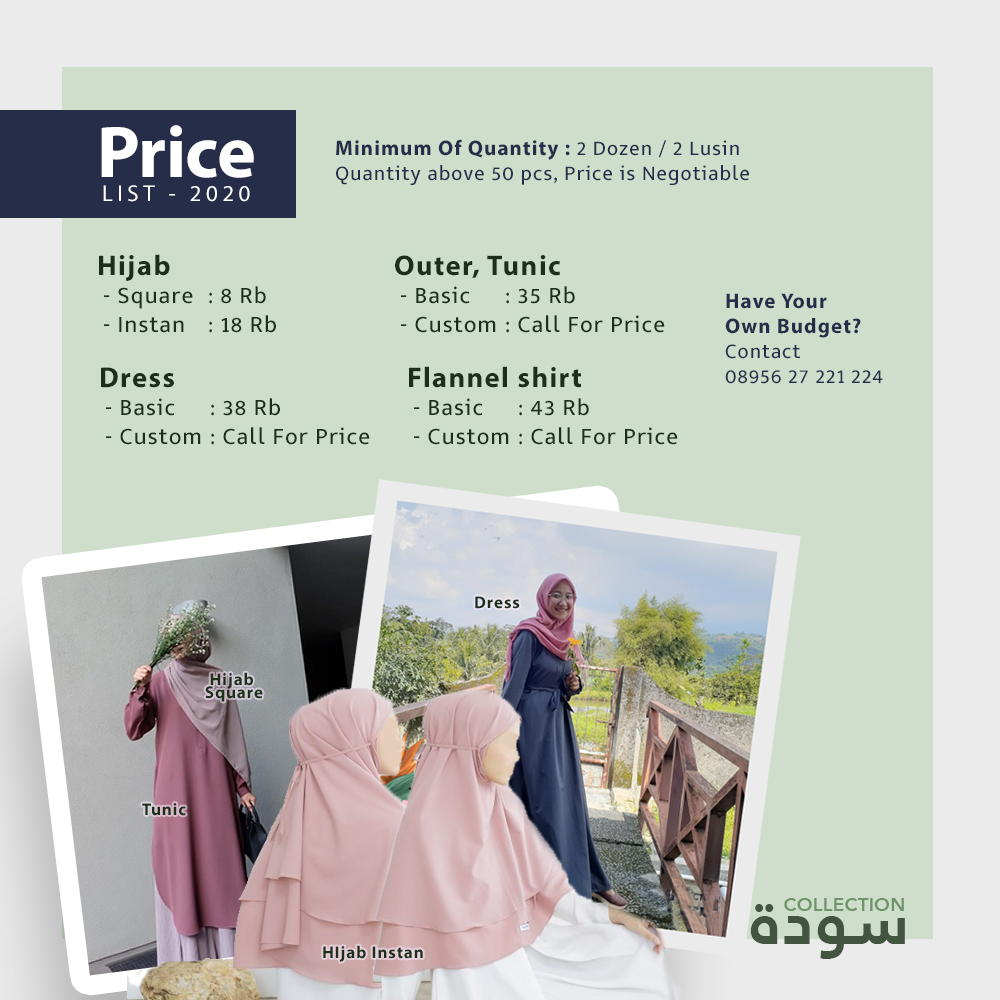 Price
LIST - 2020
Minimum Of Quantity : 2 Dozen / 2 Lusin
Quantity above 50 pcs, Price is Negotiable
Hijab
- Square : 8 Rb
- Instan : 18 Rb
Outer, Tunic
- Basic : 35 Rb
- Custom : Call For Price
Dress
- Basic : 38 Rb
- Custom : Call For Price
Flannel shirt
- Basic : 43 Rb
- Custom : Call For Price
Have Your
Own Budget?
Contact
08956 27 221 224
Dress
Hijab
Square
Tunic
HIjab Instan
COLLECTION
سودة